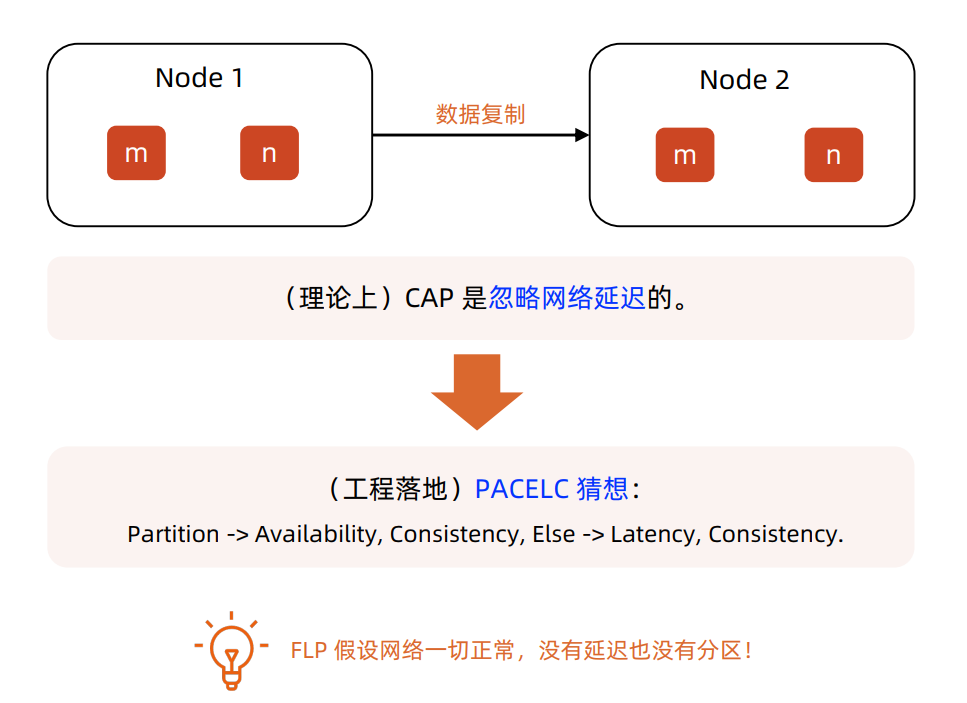 Node 1
m
n
数据复制
Node 2
m
n
（理论上）CAP 是忽略网络延迟的。
（工程落地）PACELC 猜想：
Partition -> Availability, Consistency, Else -> Latency, Consistency.
FLP 假设网络一切正常，没有延迟也没有分区！